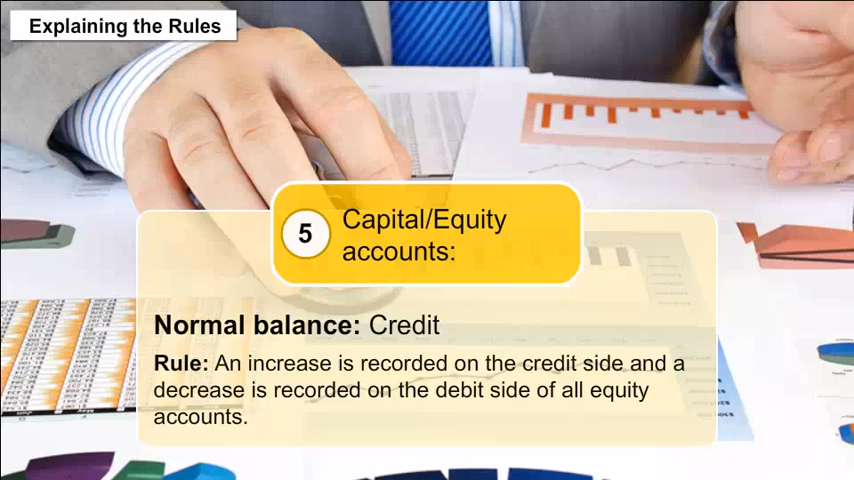 Explaining the Rules
5
Capital/Equity
accounts:
Normal balance: Credit
Rule: An increase is recorded on the credit side and a
decrease is recorded on the debit side of all equity
accounts.